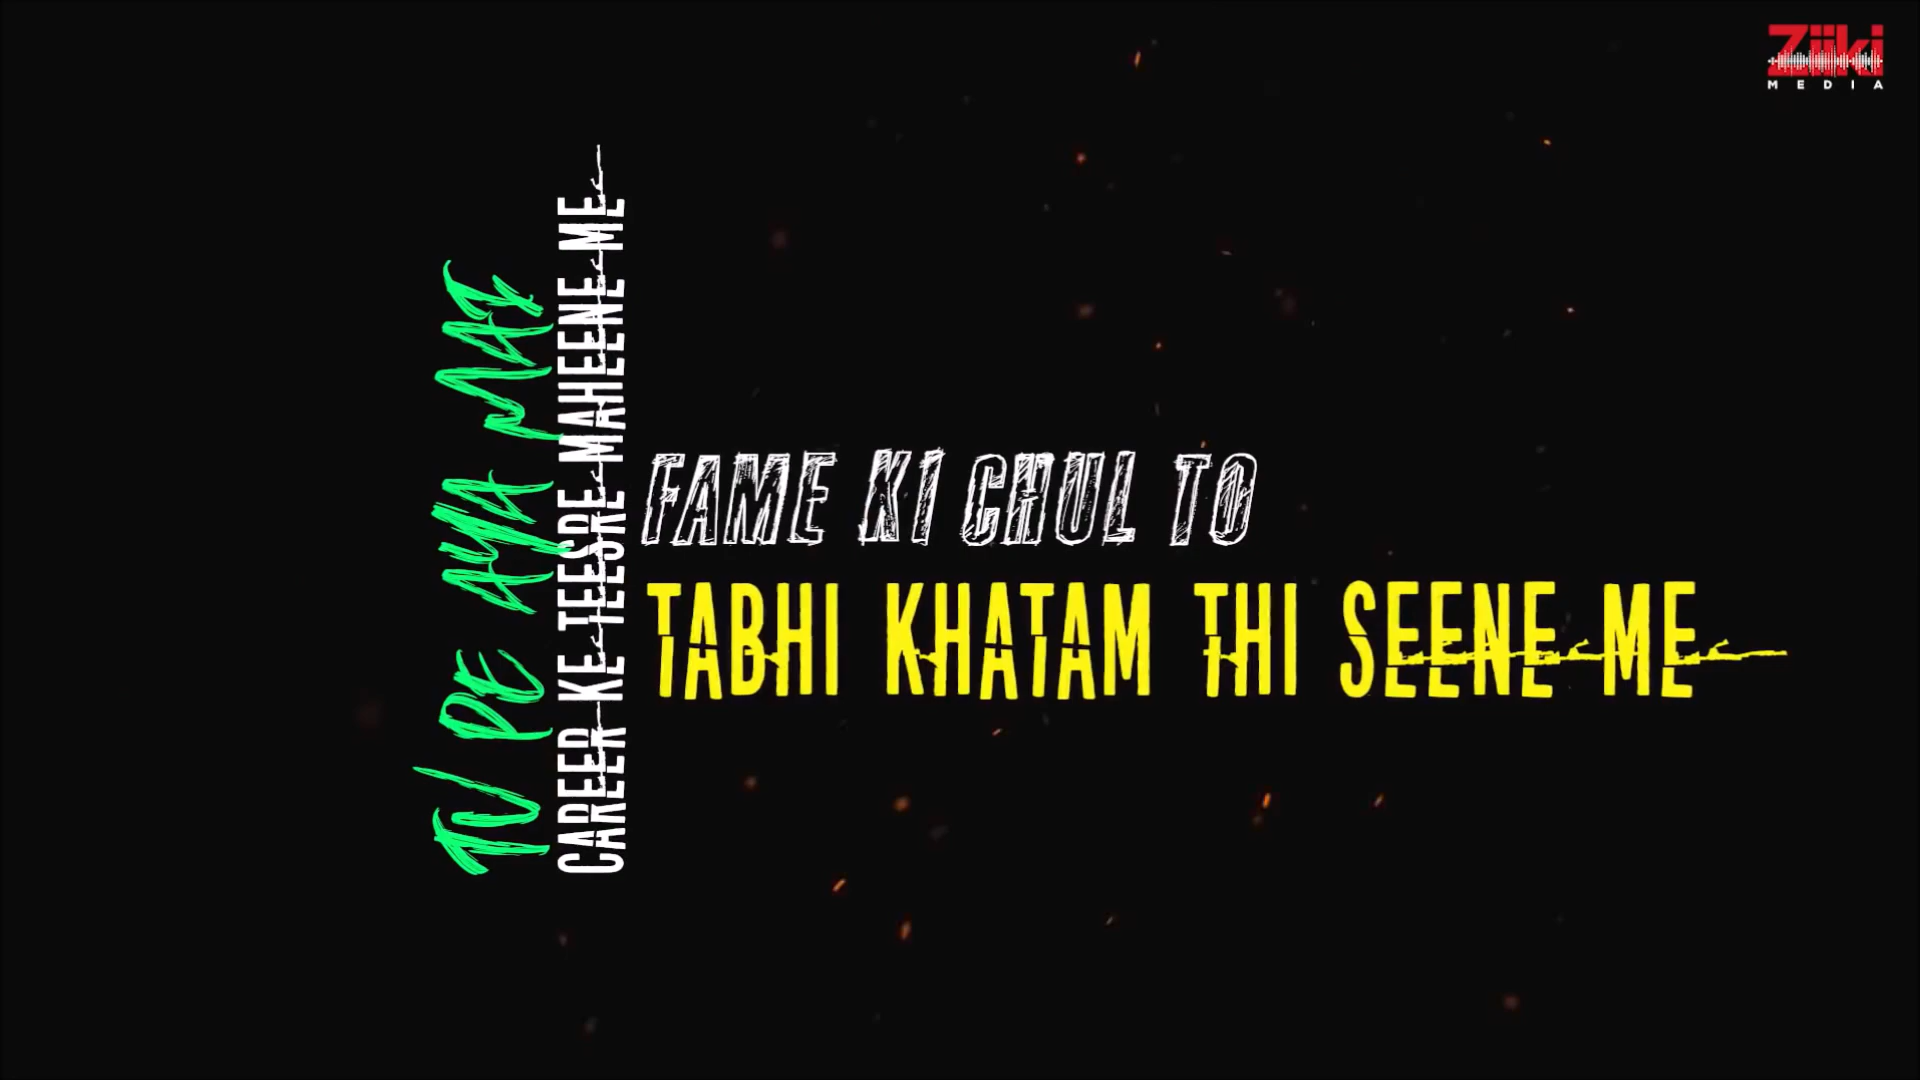 TV PE AYA MAI
CAREER KE TEESRE MAHEENE ME
FAME KI CHUL TO
TABHI KHATAM THI SEENE ME
Ziiki
MEDIA